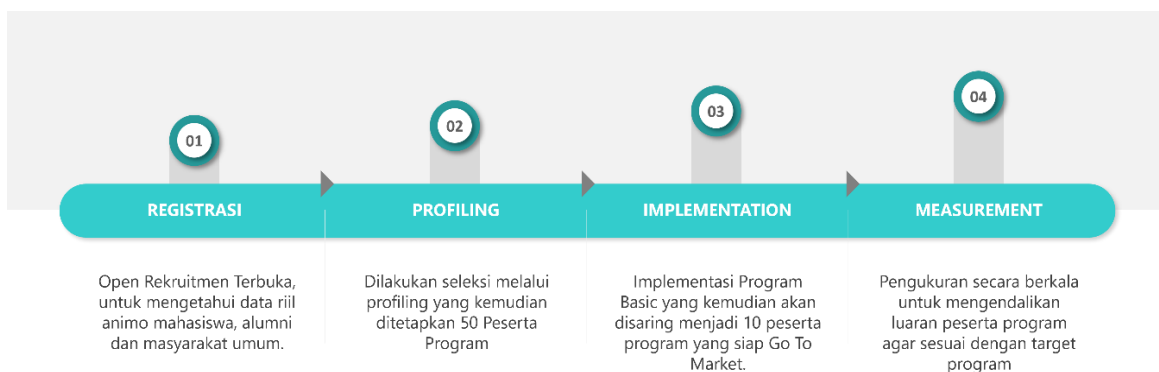 01
02
03
04
REGISTRASI
PROFILING
IMPLEMENTATION
MEASUREMENT
Open Rekruitmen Terbuka,
untuk mengetahui data riil
animo mahasiswa, alumni
dan masyarakat umum.
Dilakukan seleksi melalui
profiling yang kemudian
ditetapkan 50 Peserta
Program
Implementasi Program
Basic yang kemudian akan
disaring menjadi 10 peserta
program yang siap Go To
Market.
Pengukuran secara berkala
untuk mengendalikan
luaran peserta program
agar sesuai dengan target
program